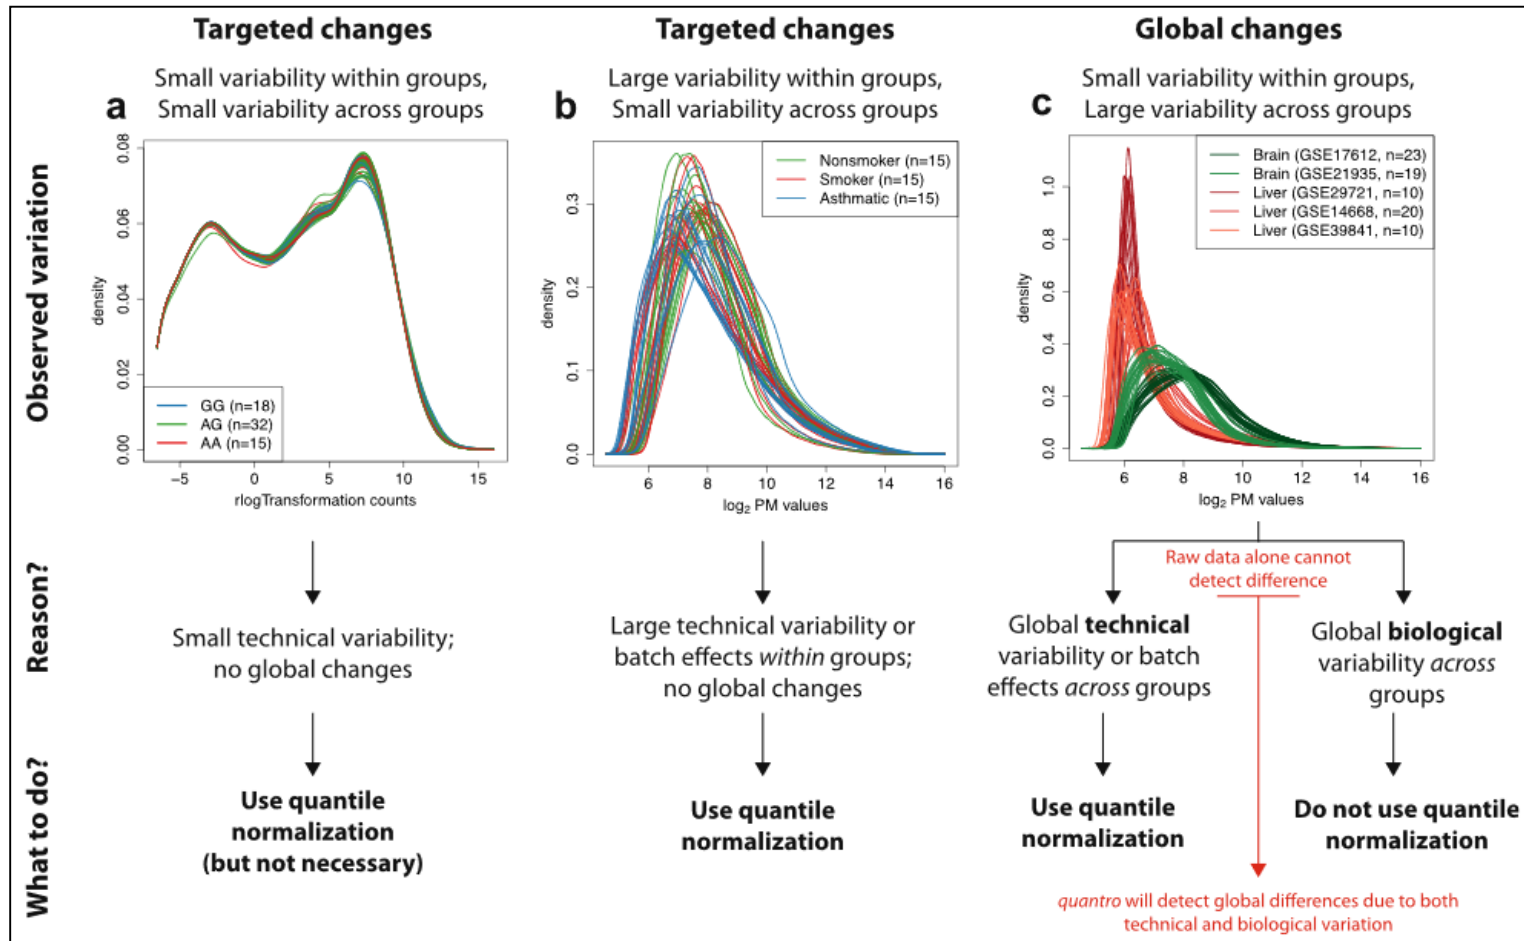 Targeted changes
Small variability within groups,
Small variability across groups
Targeted changes
Large variability within groups,
Small variability across groups
Global changes
Small variability within groups,
Large variability across groups
Observed variation
a
density
0.00
0.02
0.04
0.06
0.08
GG (n=18)
AG (n=32)
AA (n=15)
−5
0
5
10
15
rlogTransformation counts
b
density
0.0
0.1
0.2
0.3
Nonsmoker (n=15)
Smoker (n=15)
Asthmatic (n=15)
6
8
10
12
14
16
log₂ PM values
c
density
0.0
0.2
0.4
0.6
0.8
1.0
Brain (GSE17612, n=23)
Brain (GSE21935, n=19)
Liver (GSE29721, n=10)
Liver (GSE14668, n=20)
Liver (GSE39841, n=10)
6
8
10
12
14
16
log₂ PM values
Reason?
Small technical variability;
no global changes
Large technical variability or
batch effects within groups;
no global changes
Raw data alone cannot
detect difference
Global technical
variability or batch
effects across groups
Global biological
variability across
groups
What to do?
Use quantile
normalization
(but not necessary)
Use quantile
normalization
Use quantile
normalization
Do not use quantile
normalization
quantro will detect global differences due to both
technical and biological variation